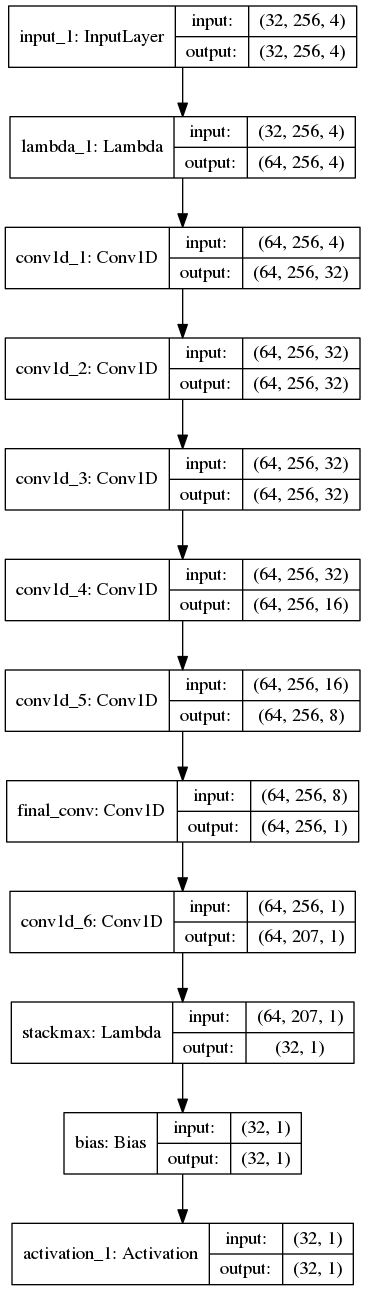 input_1: InputLayer
input: (32, 256, 4)
output: (32, 256, 4)
lambda_1: Lambda
input: (32, 256, 4)
output: (64, 256, 4)
conv1d_1: Conv1D
input: (64, 256, 4)
output: (64, 256, 32)
conv1d_2: Conv1D
input: (64, 256, 32)
output: (64, 256, 32)
conv1d_3: Conv1D
input: (64, 256, 32)
output: (64, 256, 32)
conv1d_4: Conv1D
input: (64, 256, 32)
output: (64, 256, 16)
conv1d_5: Conv1D
input: (64, 256, 16)
output: (64, 256, 8)
final_conv: Conv1D
input: (64, 256, 8)
output: (64, 256, 1)
conv1d_6: Conv1D
input: (64, 256, 1)
output: (64, 207, 1)
stackmax: Lambda
input: (64, 207, 1)
output: (32, 1)
bias: Bias
input: (32, 1)
output: (32, 1)
activation_1: Activation
input: (32, 1)
output: (32, 1)